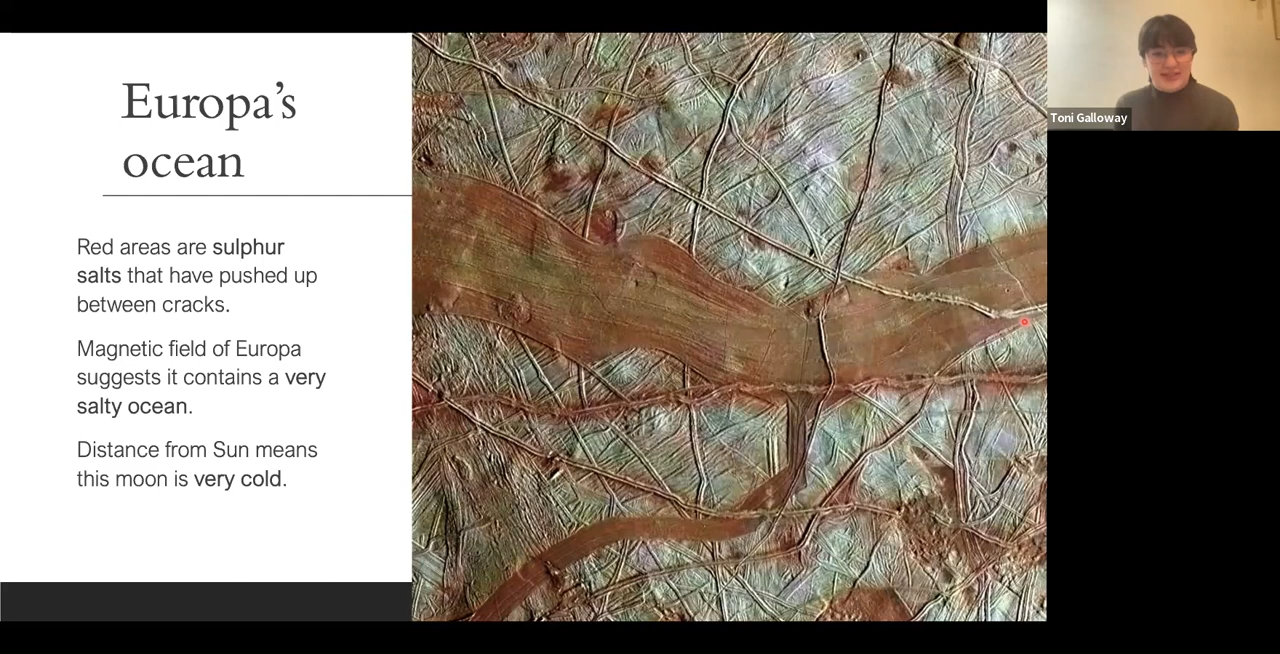 Europa's
ocean
Red areas are sulphur
salts that have pushed up
between cracks.
Magnetic field of Europa
suggests it contains a very
salty ocean.
Distance from Sun means
this moon is very cold.
Toni Galloway